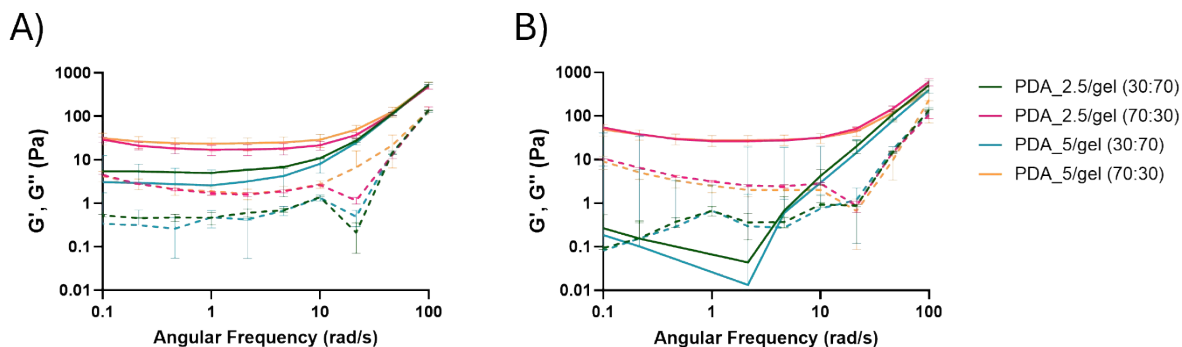 A)
B)
G', G'' (Pa)
1000
100
10
1
0.1
0.01
0.1
1
10
100
Angular Frequency (rad/s)
G', G'' (Pa)
1000
100
10
1
0.1
0.01
0.1
1
10
100
Angular Frequency (rad/s)
PDA_2.5/gel (30:70)
PDA_2.5/gel (70:30)
PDA_5/gel (30:70)
PDA_5/gel (70:30)